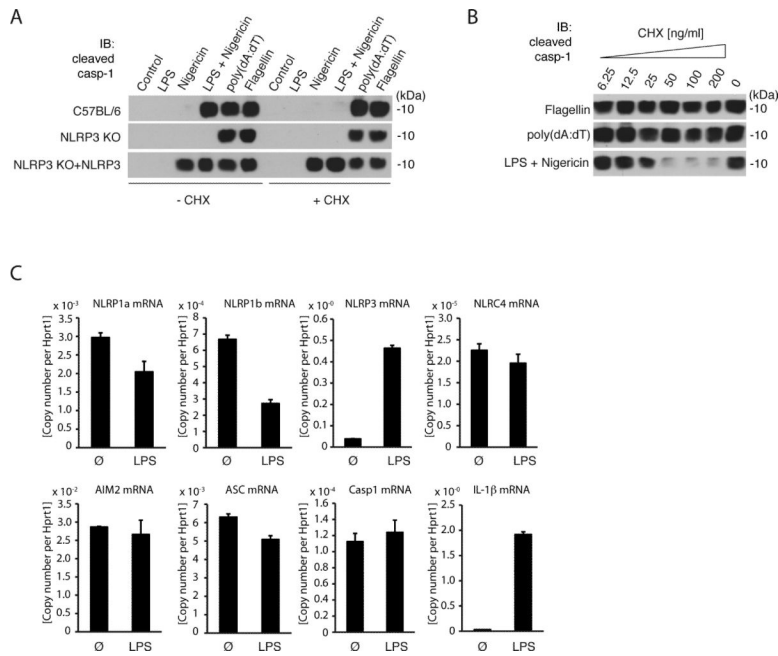 A
IB:
cleaved
casp-1
Control
LPS
Nigericin
LPS + Nigericin
poly(dA:dT)
Flagellin
Control
LPS
Nigericin
LPS + Nigericin
poly(dA:dT)
Flagellin
(kDa)
C57BL/6 -10
NLRP3 KO -10
NLRP3 KO+NLRP3 -10
- CHX + CHX
B
IB:
cleaved
casp-1
CHX [ng/ml]
6.25 12.5 25 50 100 200 0
(kDa)
Flagellin -10
poly(dA:dT) -10
LPS + Nigericin -10
C
x 10-3 NLRP1a mRNA
[Copy number per Hprt1]
3.5
3.0
2.5
2.0
1.5
1.0
0.5
0
Ø LPS
x 10-4 NLRP1b mRNA
[Copy number per Hprt1]
8
7
6
5
4
3
2
1
0
Ø LPS
x 10-0 NLRP3 mRNA
[Copy number per Hprt1]
0.6
0.5
0.4
0.3
0.2
0.1
0
Ø LPS
x 10-5 NLRC4 mRNA
[Copy number per Hprt1]
3.0
2.5
2.0
1.5
1.0
0.5
0
Ø LPS
x 10-2 AIM2 mRNA
[Copy number per Hprt1]
3.5
3.0
2.5
2.0
1.5
1.0
0.5
0
Ø LPS
x 10-3 ASC mRNA
[Copy number per Hprt1]
7
6
5
4
3
2
1
0
Ø LPS
x 10-4 Casp1 mRNA
[Copy number per Hprt1]
1.6
1.4
1.2
1.0
0.8
0.6
0.4
0.2
0
Ø LPS
x 10-0 IL-1β mRNA
[Copy number per Hprt1]
2.5
2.0
1.5
1.0
0.5
0
Ø LPS